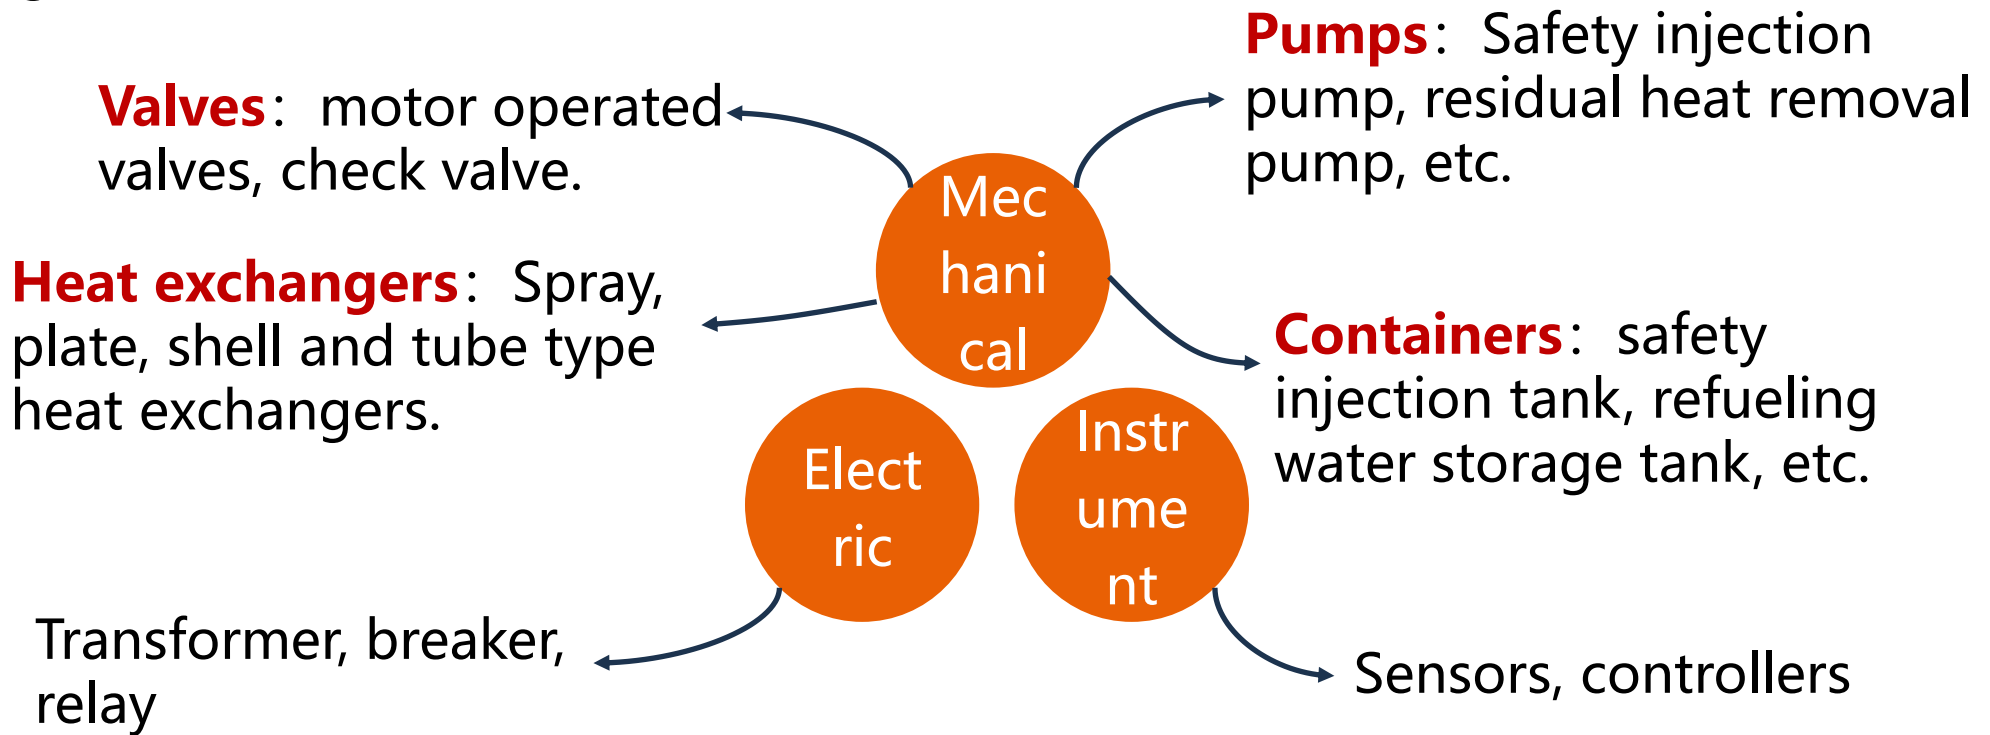 Valves： motor operated
valves, check valve.
Pumps： Safety injection
pump, residual heat removal
pump, etc.
Mec
hani
cal
Heat exchangers： Spray,
plate, shell and tube type
heat exchangers.
Containers： safety
injection tank, refueling
water storage tank, etc.
Elect
ric
Instr
ume
nt
Transformer, breaker,
relay
Sensors, controllers